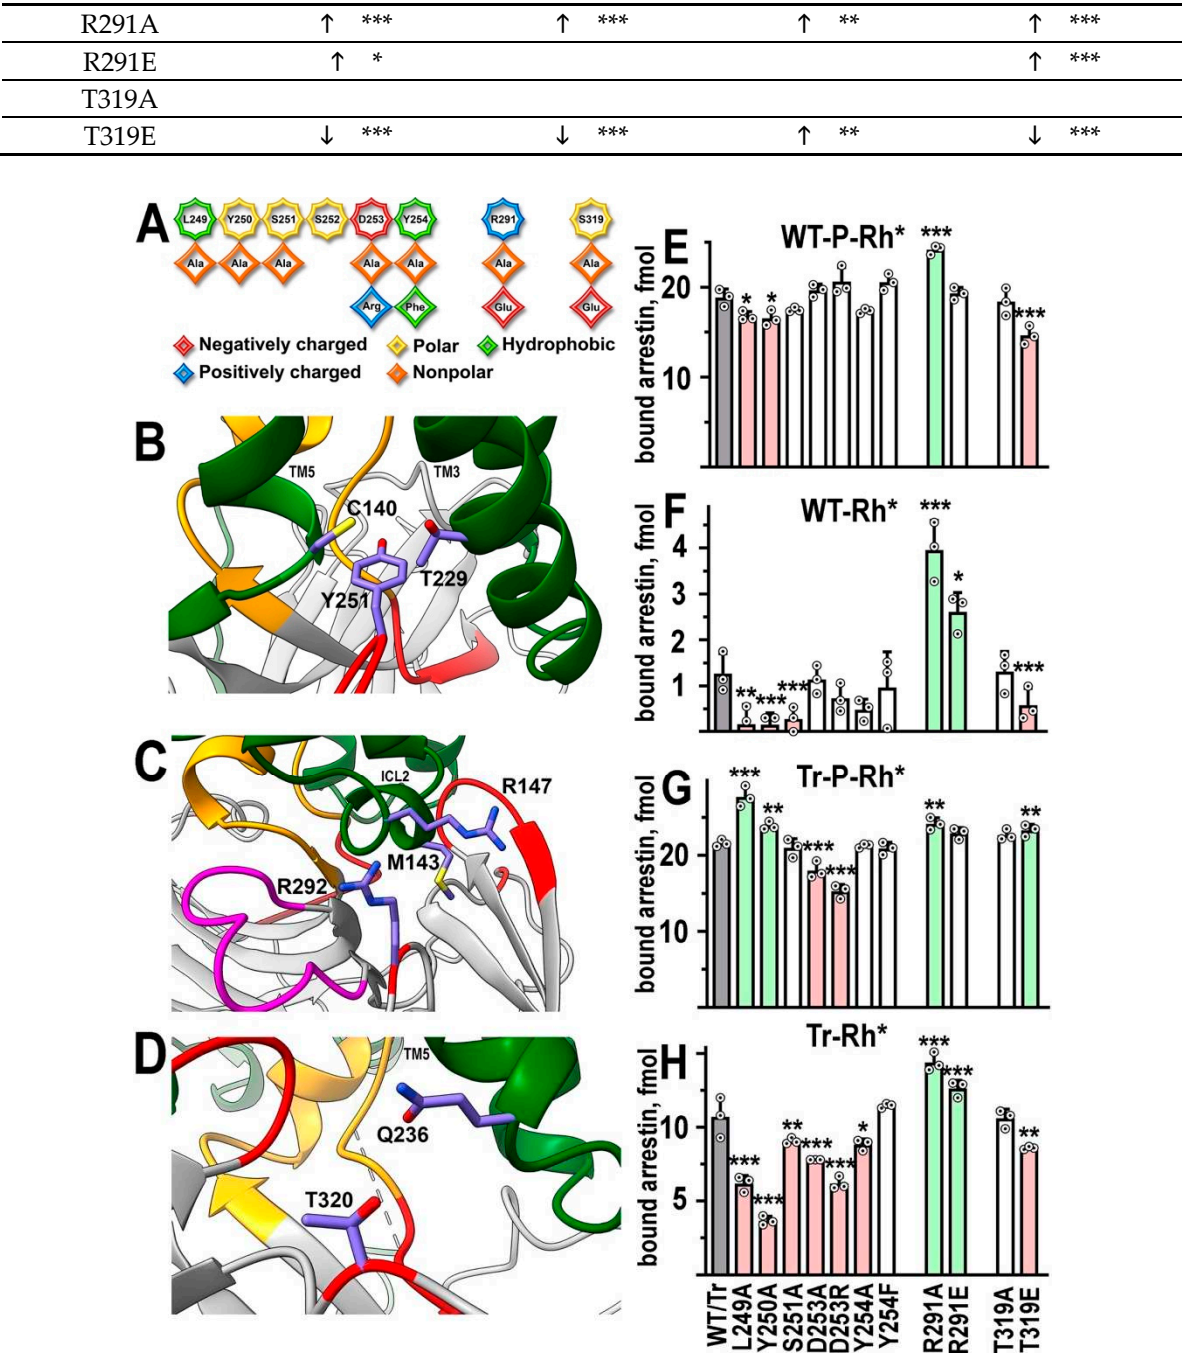 R291A ↑ *** ↑ *** ↑ ** ↑ ***
R291E ↑ * ↑ ***
T319A
T319E ↓ *** ↓ *** ↑ ** ↓ ***
A
L249 Y250 S251 S252 D253 Y254 R291 S319
Ala Ala Ala Ala Ala Ala Ala
Arg Phe Glu Glu
Negatively charged Polar Hydrophobic
Positively charged Nonpolar
B
TM5 TM3
C140
T229
Y251
C
ICL2
R147
M143
R292
D
TM5
Q236
T320
E WT-P-Rh*
bound arrestin, fmol
20
10
* * *** ***
F WT-Rh*
bound arrestin, fmol
4
3
2
1
** *** *** *** * ***
G Tr-P-Rh*
bound arrestin, fmol
20
10
*** ** *** *** ** **
H Tr-Rh*
bound arrestin, fmol
10
5
*** *** ** *** *** * *** *** **
WT/Tr L249A Y250A S251A D253A D253R Y254A Y254F R291A R291E T319A T319E